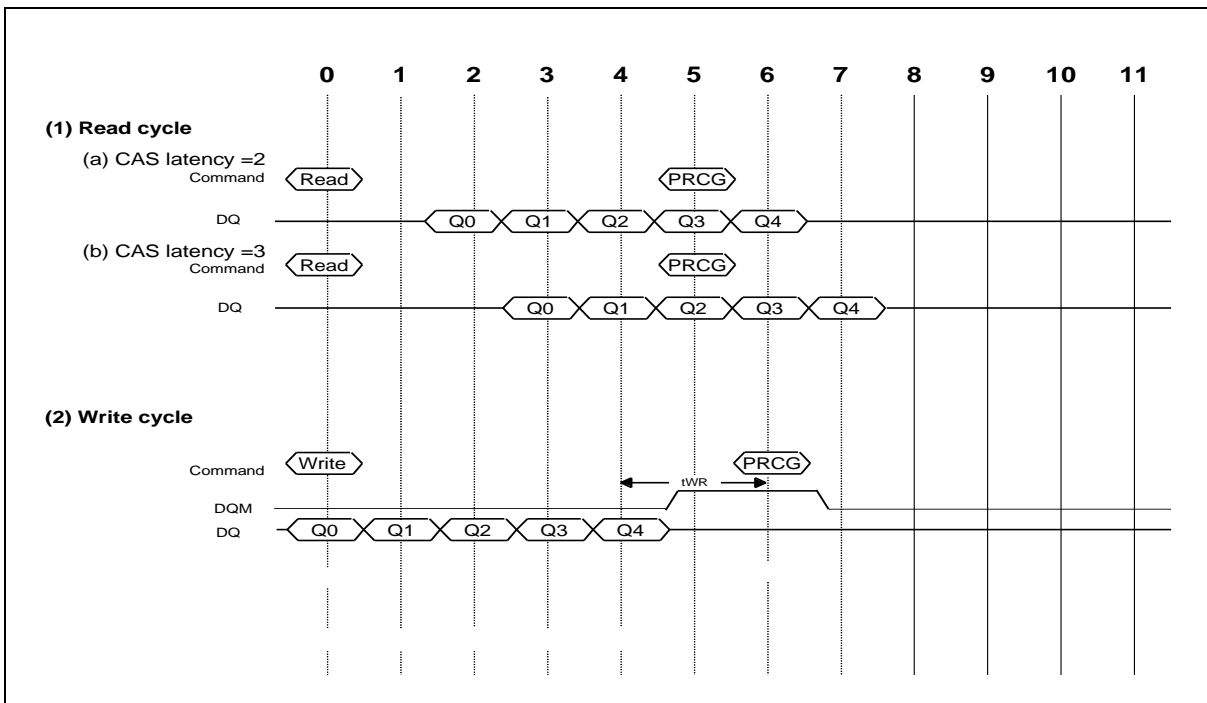 0 1 2 3 4 5 6 7 8 9 10 11
(1) Read cycle
(a) CAS latency =2
Command Read PRCG
DQ Q0 Q1 Q2 Q3 Q4
(b) CAS latency =3
Command Read PRCG
DQ Q0 Q1 Q2 Q3 Q4
(2) Write cycle
Command Write PRCG
tWR
DQM
DQ Q0 Q1 Q2 Q3 Q4